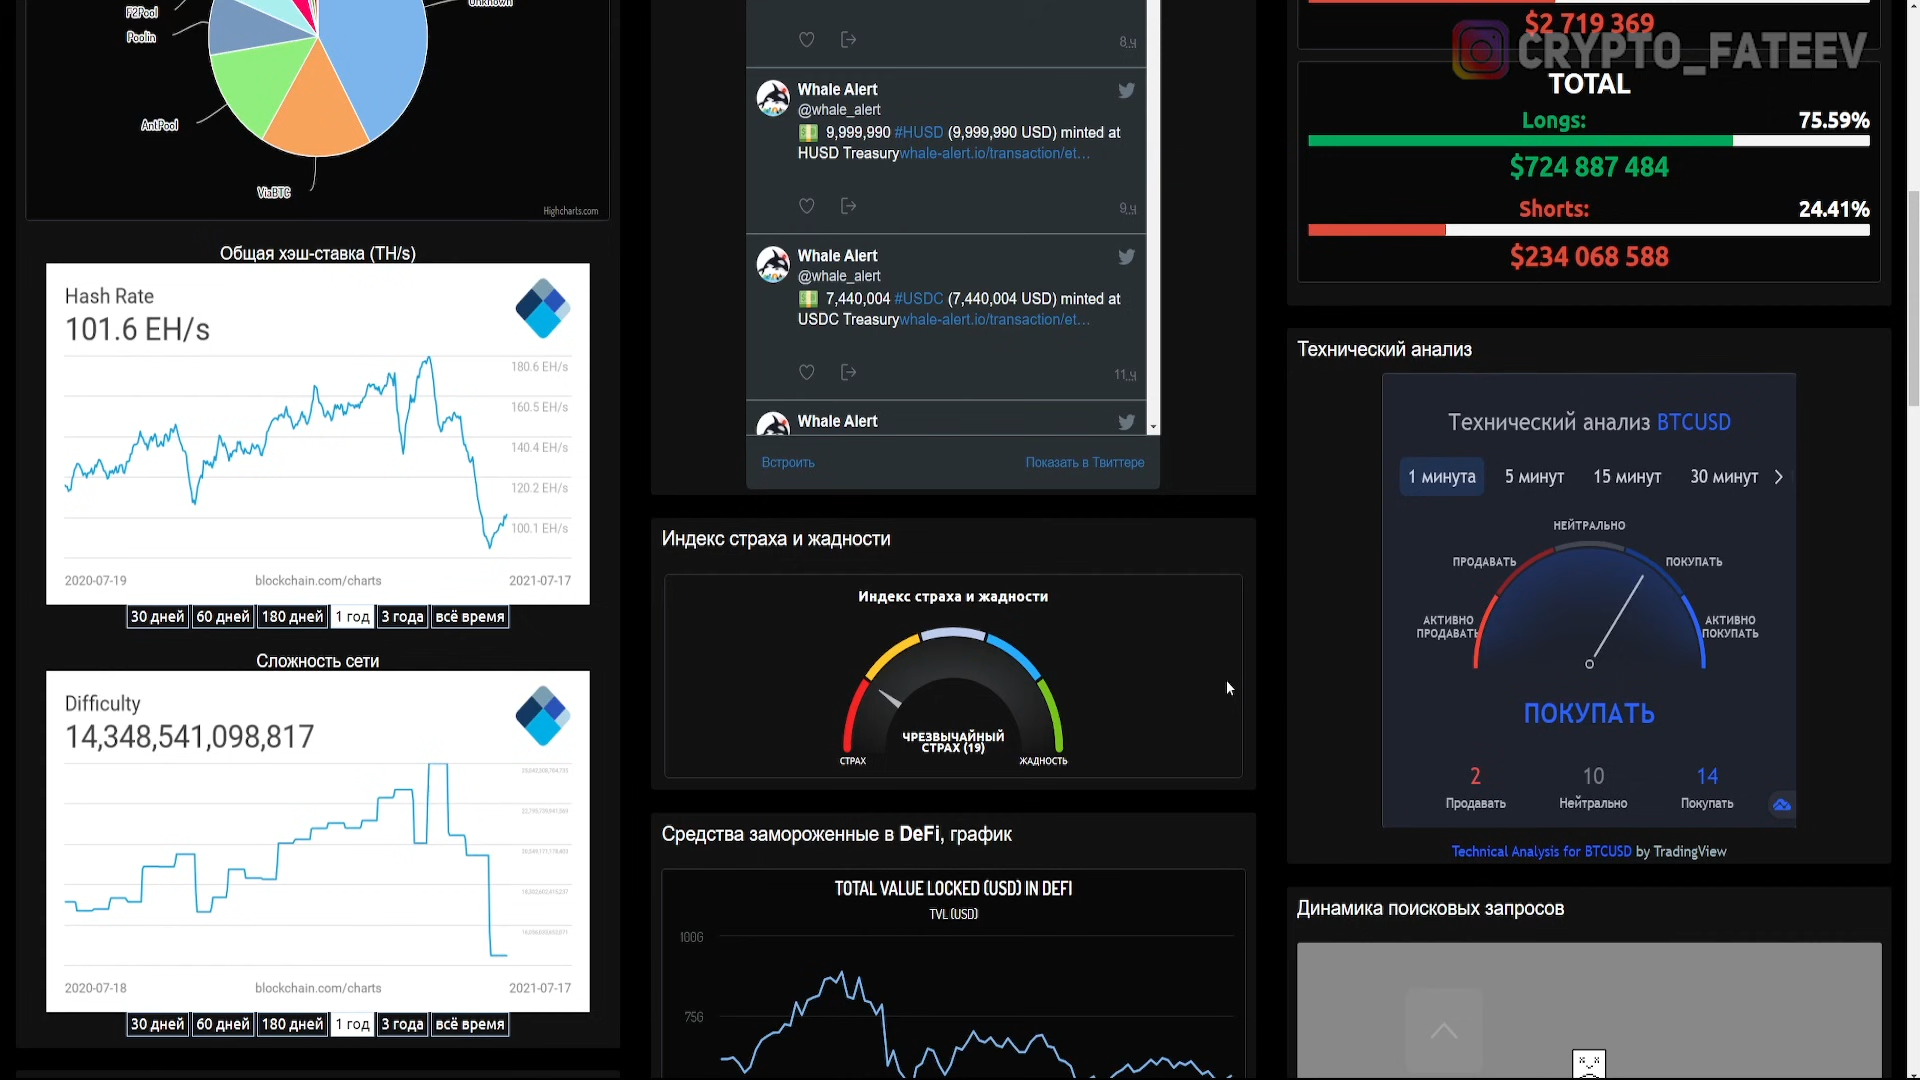 Unknown
F2Pool
Poolin
AntPool
ViaBTC
Highcharts.com
Общая хэш-ставка (TH/s)
Hash Rate
101.6 EH/s
180.6 EH/s
160.5 EH/s
140.4 EH/s
120.2 EH/s
100.1 EH/s
2020-07-19
blockchain.com/charts
2021-07-17
30 дней
60 дней
180 дней
1 год
3 года
всё время
Сложность сети
Difficulty
14,348,541,098,817
2020-07-18
blockchain.com/charts
2021-07-17
30 дней
60 дней
180 дней
1 год
3 года
всё время
8 ч
Whale Alert
@whale_alert
9,999,990 #HUSD (9,999,990 USD) minted at
HUSD Treasurywhale-alert.io/transaction/et…
9 ч
Whale Alert
@whale_alert
7,440,004 #USDC (7,440,004 USD) minted at
USDC Treasurywhale-alert.io/transaction/et…
11 ч
Whale Alert
Встроить
Показать в Твиттере
Индекс страха и жадности
Индекс страха и жадности
ЧРЕЗВЫЧАЙНЫЙ
СТРАХ (19)
СТРАХ
ЖАДНОСТЬ
Средства замороженные в DeFi, график
TOTAL VALUE LOCKED (USD) IN DEFI
TVL (USD)
100G
75G
$2 719 369
CRYPTO_FATEEV
TOTAL
Longs:
75.59%
$724 887 484
Shorts:
24.41%
$234 068 588
Технический анализ
Технический анализ BTCUSD
1 минута
5 минут
15 минут
30 минут
НЕЙТРАЛЬНО
ПРОДАВАТЬ
ПОКУПАТЬ
АКТИВНО
ПРОДАВАТЬ
АКТИВНО
ПОКУПАТЬ
ПОКУПАТЬ
2
10
14
Продавать
Нейтрально
Покупать
Technical Analysis for BTCUSD by TradingView
Динамика поисковых запросов